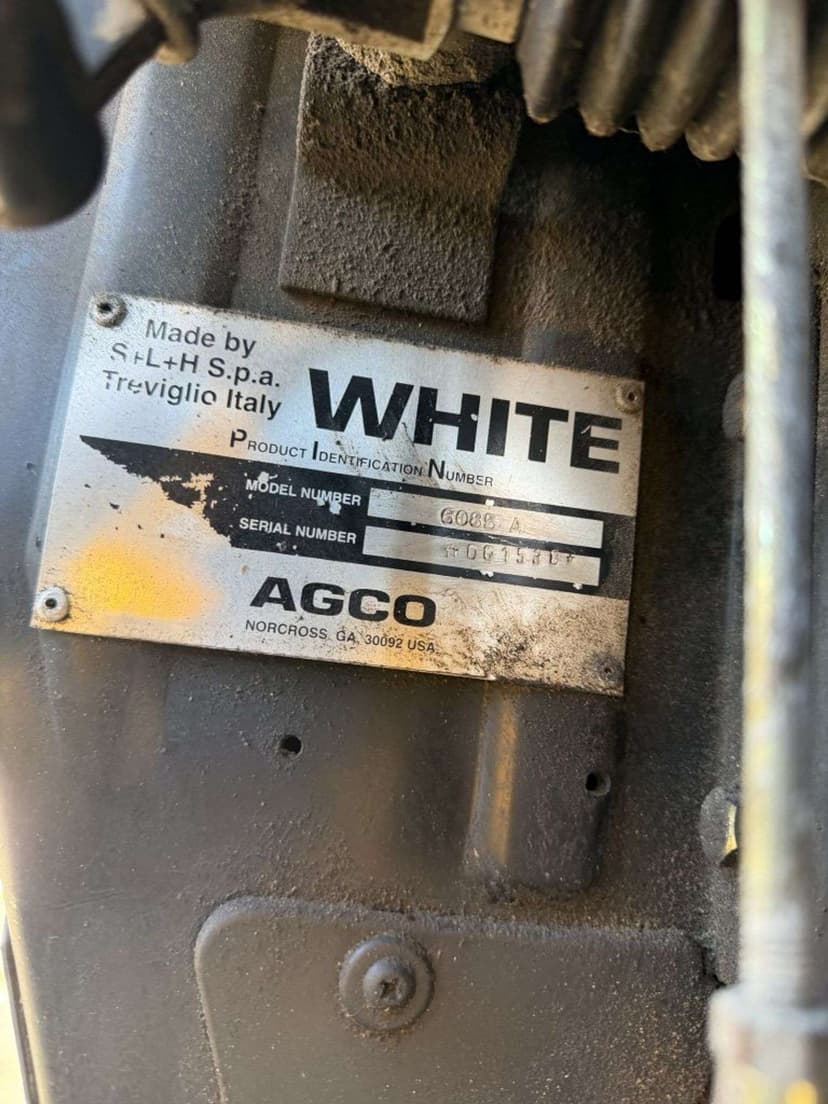 Made by
S+L+H S.p.a.
Treviglio Italy
WHITE
PRODUCT IDENTIFICATION NUMBER
MODEL NUMBER
A
SERIAL NUMBER
AGCO
NORCROSS, GA. 30092 USA